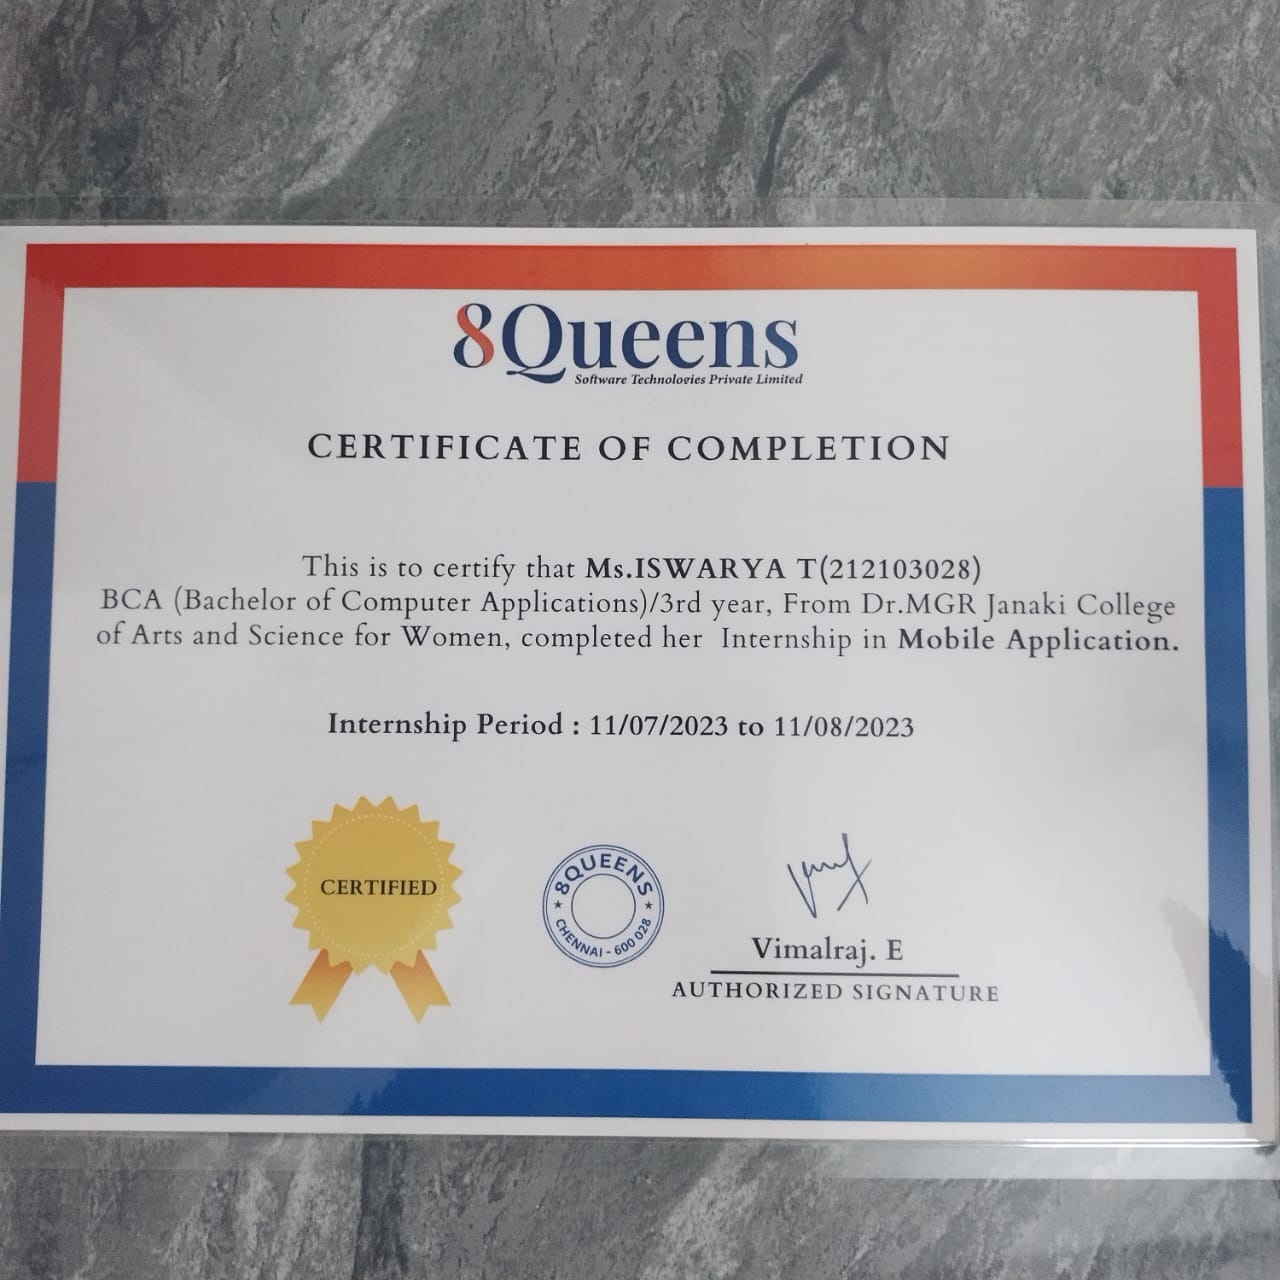 8Queens
Software Technologies Private Limited
CERTIFICATE OF COMPLETION
This is to certify that Ms.ISWARYA T(212103028)
BCA (Bachelor of Computer Applications)/3rd year, From Dr.MGR Janaki College
of Arts and Science for Women, completed her Internship in Mobile Application.
Internship Period : 11/07/2023 to 11/08/2023
CERTIFIED
8QUEENS
CHENNAI - 600 028
Vimalraj. E
AUTHORIZED SIGNATURE